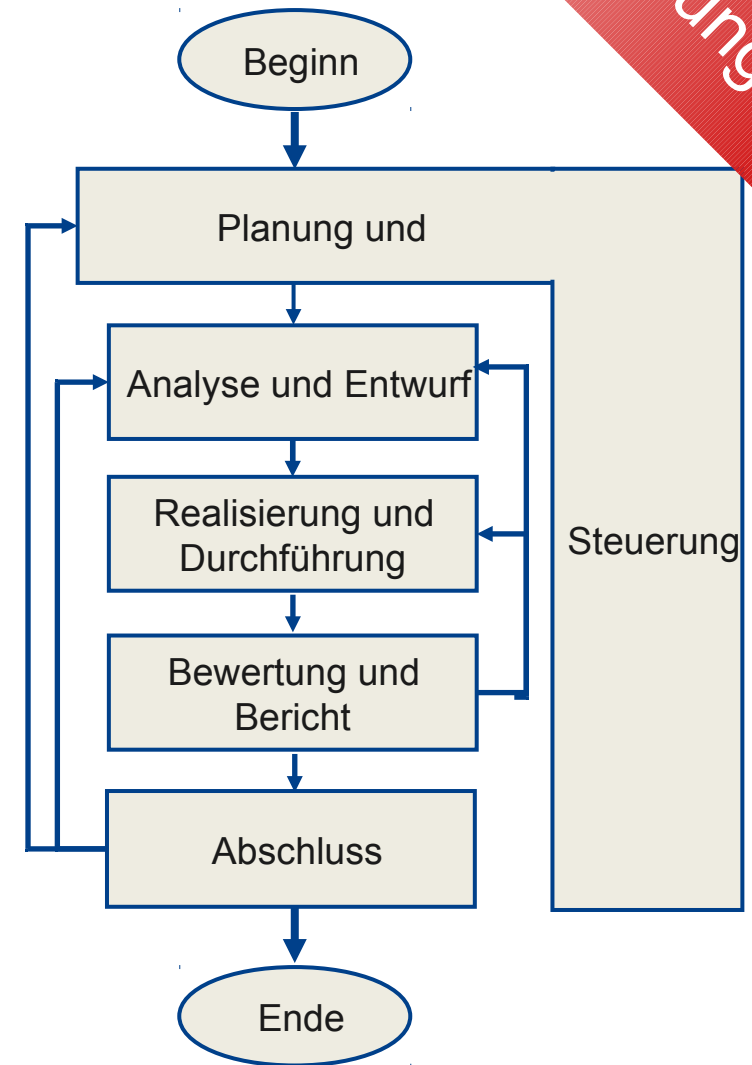 Beginn
Planung und
Analyse und Entwurf
Realisierung und
Durchführung
Steuerung
Bewertung und
Bericht
Abschluss
Ende